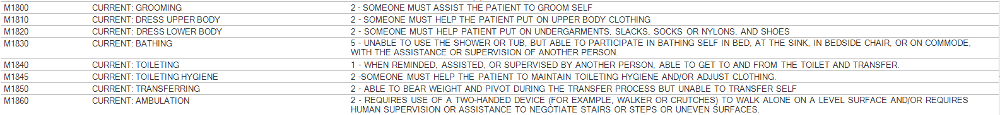 M1800 CURRENT: GROOMING 2 - SOMEONE MUST ASSIST THE PATIENT TO GROOM SELF
M1810 CURRENT: DRESS UPPER BODY 2 - SOMEONE MUST HELP THE PATIENT PUT ON UPPER BODY CLOTHING
M1820 CURRENT: DRESS LOWER BODY 2 - SOMEONE MUST HELP PATIENT PUT ON UNDERGARMENTS, SLACKS, SOCKS OR NYLONS, AND SHOES
M1830 CURRENT: BATHING 5 - UNABLE TO USE THE SHOWER OR TUB, BUT ABLE TO PARTICIPATE IN BATHING SELF IN BED, AT THE SINK, IN BEDSIDE CHAIR, OR ON COMMODE,
WITH THE ASSISTANCE OR SUPERVISION OF ANOTHER PERSON.
M1840 CURRENT: TOILETING 1 - WHEN REMINDED, ASSISTED, OR SUPERVISED BY ANOTHER PERSON, ABLE TO GET TO AND FROM THE TOILET AND TRANSFER.
M1845 CURRENT: TOILETING HYGIENE 2 -SOMEONE MUST HELP THE PATIENT TO MAINTAIN TOILETING HYGIENE AND/OR ADJUST CLOTHING.
M1850 CURRENT: TRANSFERRING 2 - ABLE TO BEAR WEIGHT AND PIVOT DURING THE TRANSFER PROCESS BUT UNABLE TO TRANSFER SELF
M1860 CURRENT: AMBULATION 2 - REQUIRES USE OF A TWO-HANDED DEVICE (FOR EXAMPLE, WALKER OR CRUTCHES) TO WALK ALONE ON A LEVEL SURFACE AND/OR REQUIRES
HUMAN SUPERVISION OR ASSISTANCE TO NEGOTIATE STAIRS OR STEPS OR UNEVEN SURFACES.